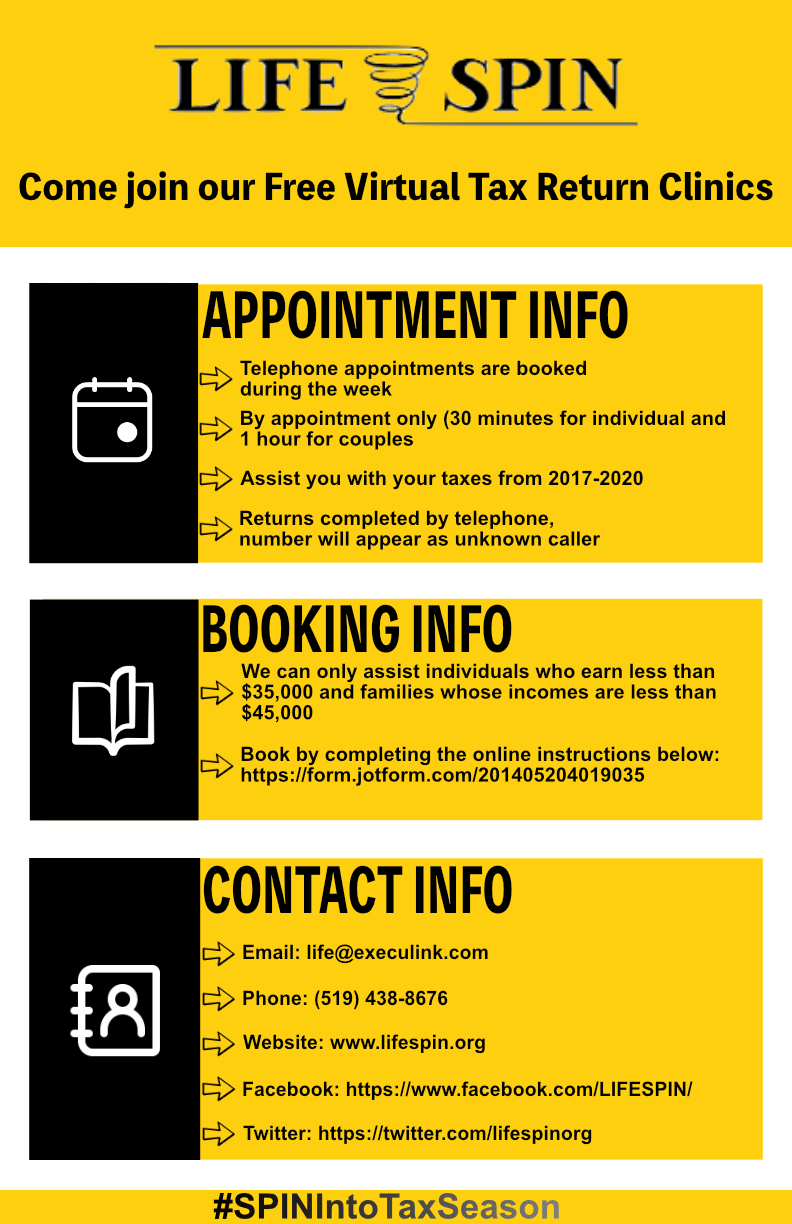 LIFE SPIN
Come join our Free Virtual Tax Return Clinics
APPOINTMENT INFO
Telephone appointments are booked
during the week
By appointment only (30 minutes for individual and
1 hour for couples
Assist you with your taxes from 2017-2020
Returns completed by telephone,
number will appear as unknown caller
BOOKING INFO
We can only assist individuals who earn less than
$35,000 and families whose incomes are less than
$45,000
Book by completing the online instructions below:
https://form.jotform.com/201405204019035
CONTACT INFO
Email: life@execulink.com
Phone: (519) 438-8676
Website: www.lifespin.org
Facebook: https://www.facebook.com/LIFESPIN/
Twitter: https://twitter.com/lifespinorg
#SPINIntoTaxSeason